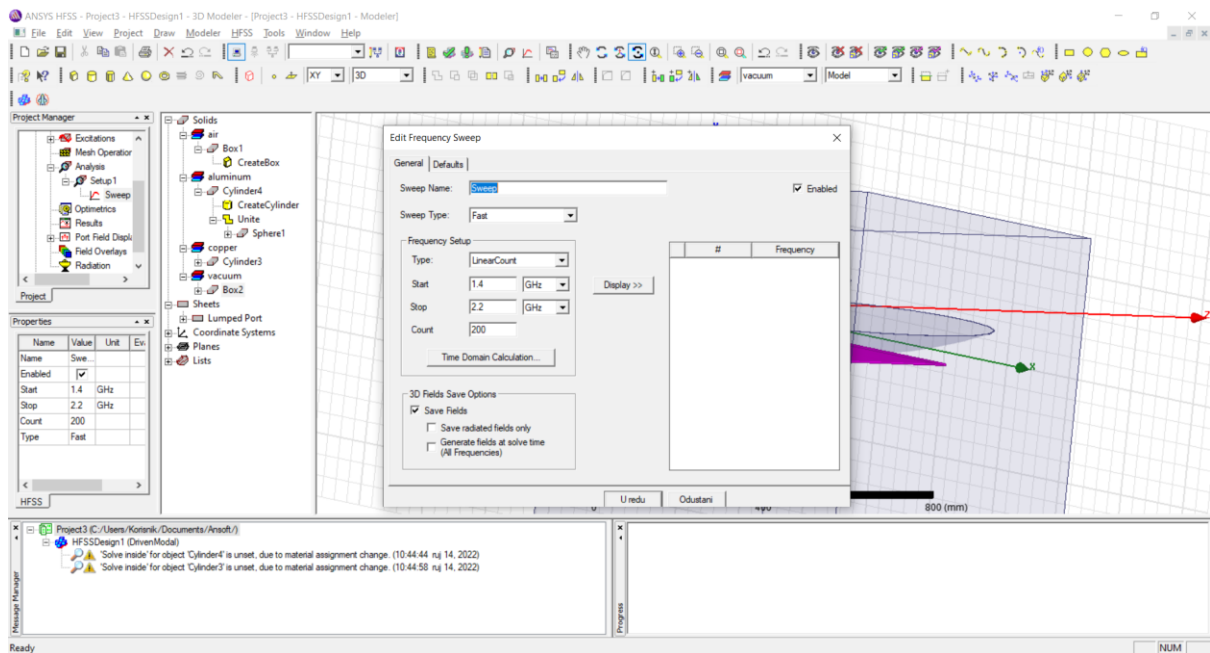 ANSYS HFSS - Project3 - HFSSDesign1 - 3D Modeler - [Project3 - HFSSDesign1 - Modeler]
File Edit View Project Draw Modeler HFSS Tools Window Help
XY 3D vacuum Model
Project Manager
Excitations
Mesh Operation
Analysis
Setup1
Sweep
Optimetrics
Results
Port Field Displ
Field Overlays
Radiation
Project
Properties
Name Value Unit Ev
Name Swe...
Enabled
Start 1.4 GHz
Stop 2.2 GHz
Count 200
Type Fast
HFSS
Solids
air
Box1
CreateBox
aluminum
Cylinder4
CreateCylinder
Unite
Sphere1
copper
Cylinder3
vacuum
Box2
Sheets
Lumped Port
Coordinate Systems
Planes
Lists
Edit Frequency Sweep
General Defaults
Sweep Name: Sweep Enabled
Sweep Type: Fast
Frequency Setup
Type: LinearCount
Start 1.4 GHz Display >>
Stop 2.2 GHz
Count 200
Time Domain Calculation...
# Frequency
3D Fields Save Options
Save Fields
Save radiated fields only
Generate fields at solve time
(All Frequencies)
U redu Odustani
X
0 400 800 (mm)
Message Manager
Project3 (C:/Users/Korisnik/Documents/Ansoft/)
HFSSDesign1 (DrivenModal)
'Solve inside' for object 'Cylinder4' is unset, due to material assignment change. (10:44:44 ruj 14, 2022)
'Solve inside' for object 'Cylinder3' is unset, due to material assignment change. (10:44:58 ruj 14, 2022)
Progress
Ready NUM